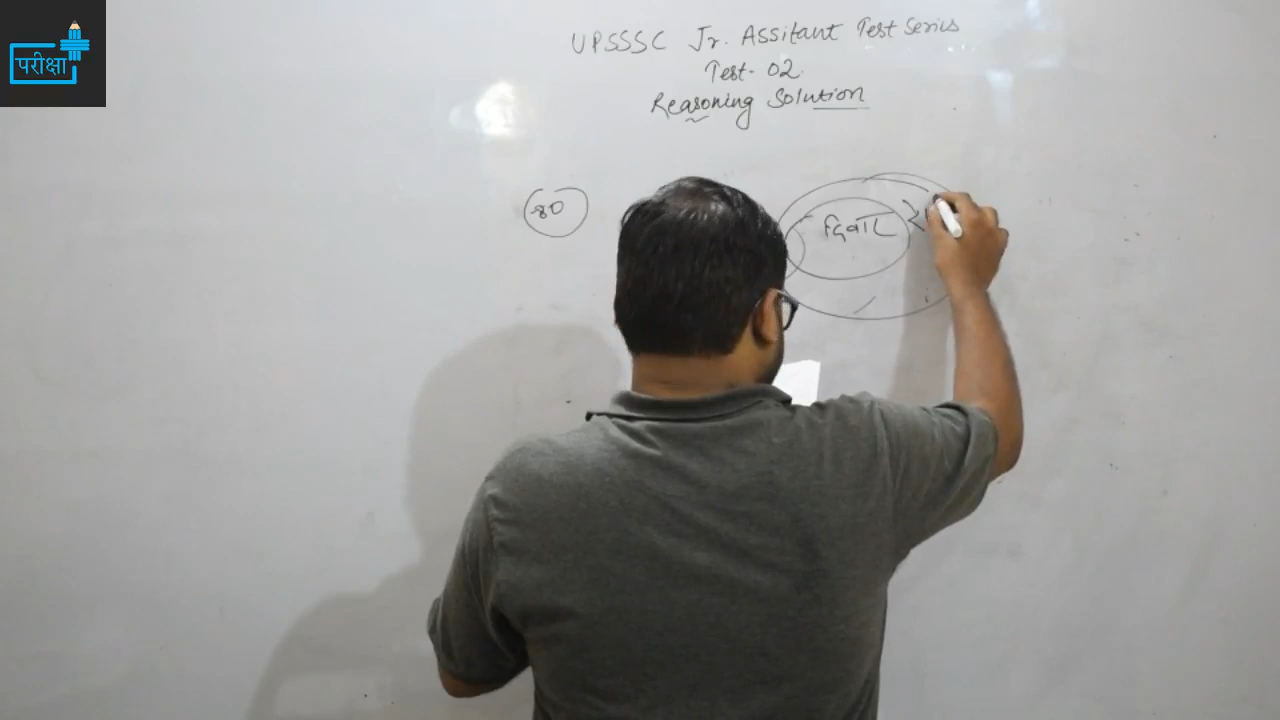 परीक्षा
UPSSSC Jr. Assitant Test Series
Test- 02
Reasoning Solution
80